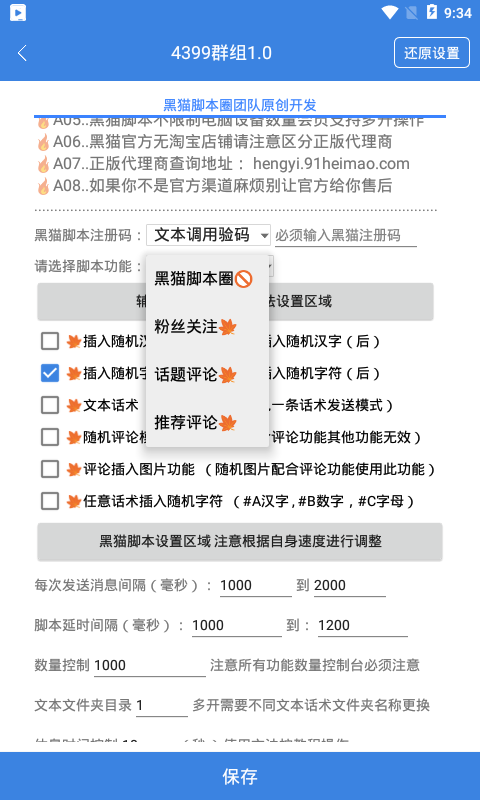 9:34
4399群组1.0
还原设置
黑猫脚本圈团队原创开发
A05..黑猫脚本不限制电脑设备数量会员支持多开操作
A06..黑猫官方无淘宝店铺请注意区分正版代理商
A07..正版代理商查询地址： hengyi.91heimao.com
A08..如果你不是官方渠道麻烦别让官方给你售后
黑猫脚本注册码： 文本调用验码 必须输入黑猫注册码
请选择脚本功能：
黑猫脚本圈
粉丝关注
话题评论
推荐评论
法设置区域
插入随机汉 插入随机汉字（后）
插入随机字 插入随机字符（后）
文本话术 一条话术发送模式）
随机评论模 评论功能其他功能无效）
评论插入图片功能 （随机图片配合评论功能使用此功能）
任意话术插入随机字符 （#A汉字,#B数字，#C字母）
黑猫脚本设置区域 注意根据自身速度进行调整
每次发送消息间隔（毫秒）： 1000 到 2000
脚本延时间隔（毫秒）： 1000 到： 1200
数量控制 1000 注意所有功能数量控制台必须注意
文本文件夹目录 1 多开需要不同文本话术文件夹名称更换
保存